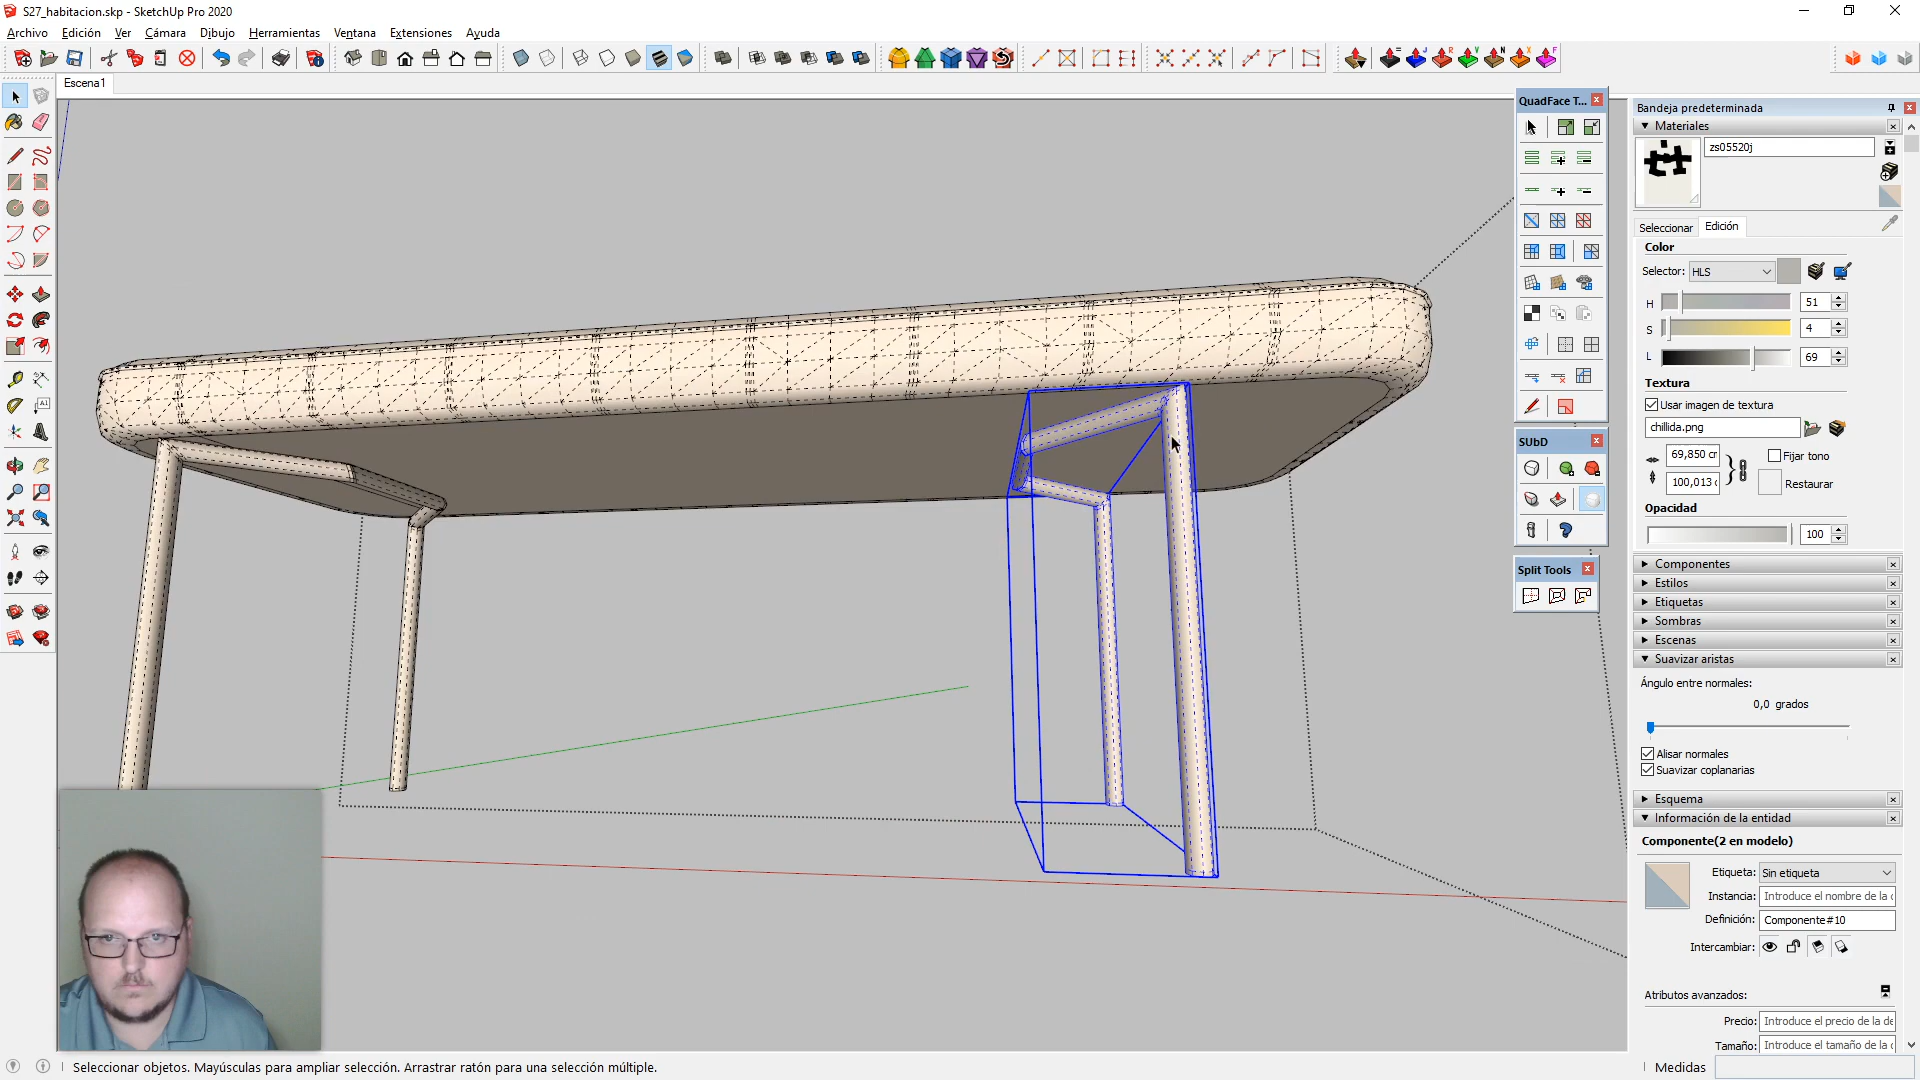 S27_habitacion.skp - SketchUp Pro 2020
Archivo Edición Ver Cámara Dibujo Herramientas Ventana Extensiones Ayuda
Escena1
QuadFace T...
SUbD
Split Tools
Bandeja predeterminada
Materiales
zs05520j
Seleccionar Edición
Color
Selector: HLS
H 51
S 4
L 69
Textura
Usar imagen de textura
chillida.png
69,850 cr
Fijar tono
100,013 c
Restaurar
Opacidad
100
Componentes
Estilos
Etiquetas
Sombras
Escenas
Suavizar aristas
Ángulo entre normales:
0,0 grados
Alisar normales
Suavizar coplanarias
Esquema
Información de la entidad
Componente(2 en modelo)
Etiqueta: Sin etiqueta
Instancia: Introduce el nombre de la c
Definición: Componente#10
Intercambiar:
Atributos avanzados:
Precio: Introduce el precio de la de
Tamaño: Introduce el tamaño de la c
Seleccionar objetos. Mayúsculas para ampliar selección. Arrastrar ratón para una selección múltiple.
Medidas